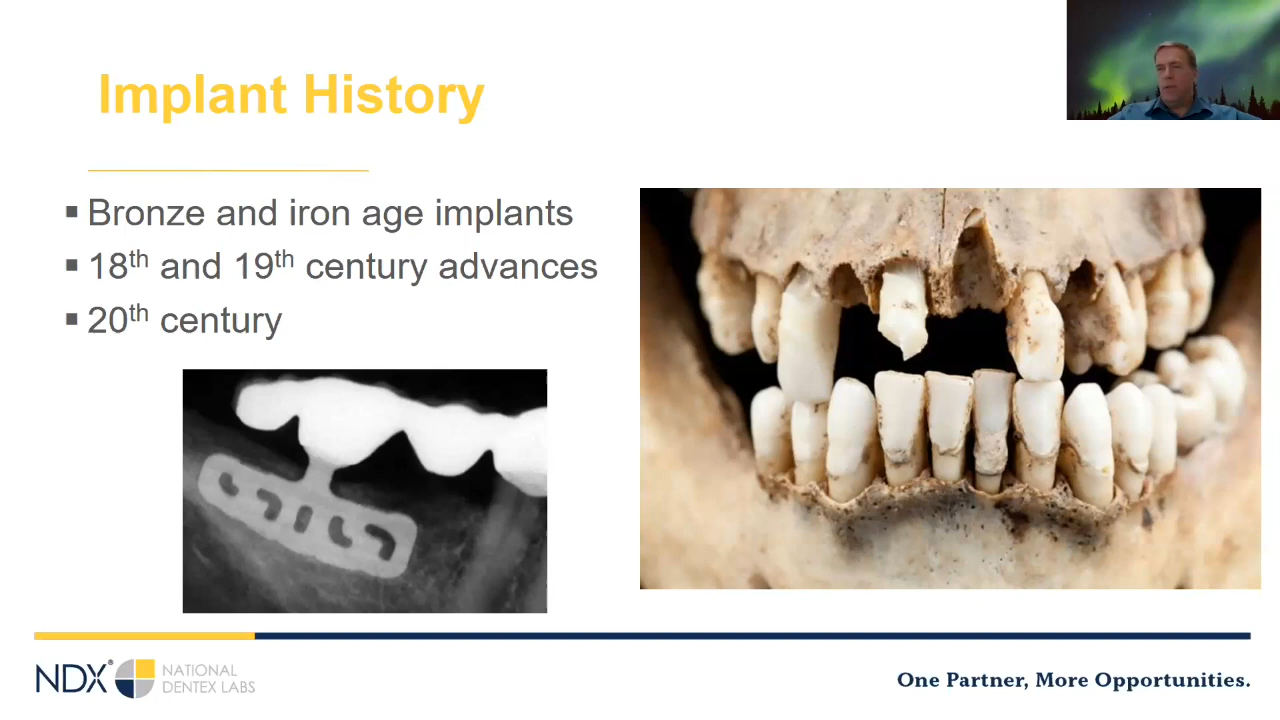 Implant History
▪ Bronze and iron age implants
▪ 18th and 19th century advances
▪ 20th century
NDX®
NATIONAL
DENTEX LABS
One Partner, More Opportunities.